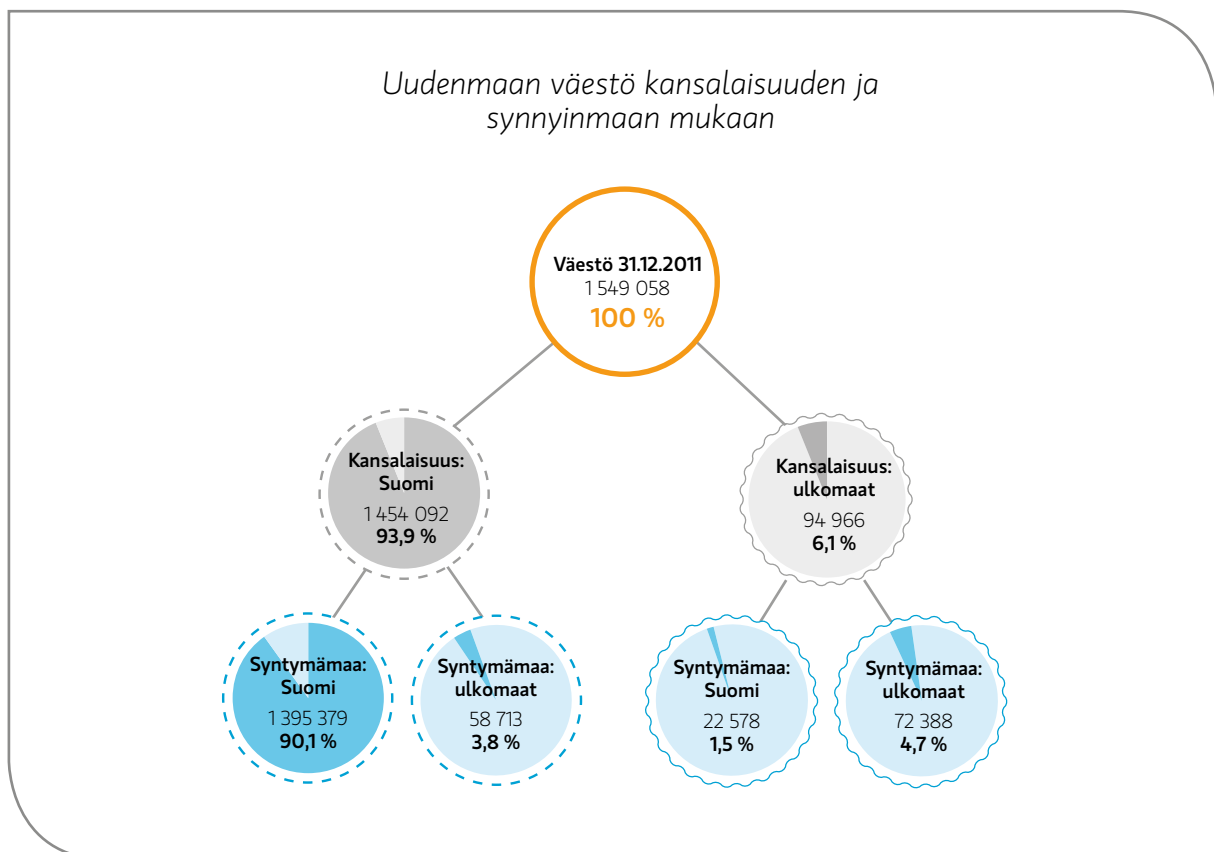 Uudenmaan väestö kansalaisuuden ja
synnyinmaan mukaan
Väestö 31.12.2011
1 549 058
100 %
Kansalaisuus:
Suomi
1 454 092
93,9 %
Kansalaisuus:
ulkomaat
94 966
6,1 %
Syntymämaa:
Suomi
1 395 379
90,1 %
Syntymämaa:
ulkomaat
58 713
3,8 %
Syntymämaa:
Suomi
22 578
1,5 %
Syntymämaa:
ulkomaat
72 388
4,7 %